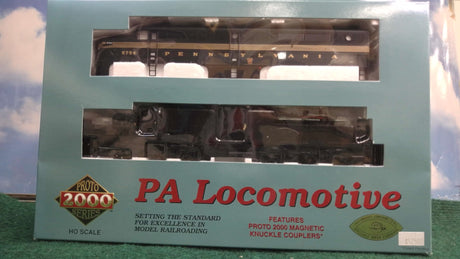 PENNSYLVANIA
PROTO
2000
SERIES
PA Locomotive
HO SCALE
SETTING THE STANDARD
FOR EXCELLENCE IN
MODEL RAILROADING
FEATURES
PROTO 2000 MAGNETIC
KNUCKLE COUPLERS*